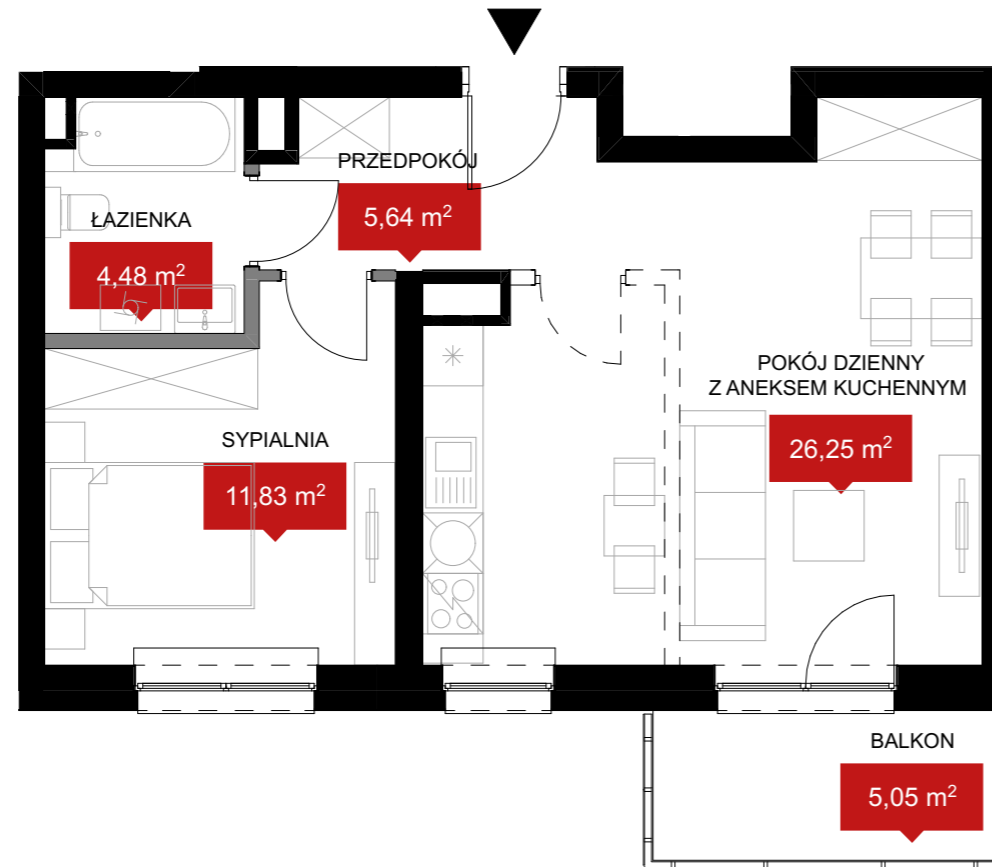 PRZEDPOKÓJ
5,64 m²
ŁAZIENKA
4,48 m²
POKÓJ DZIENNY
Z ANEKSEM KUCHENNYM
26,25 m²
SYPIALNIA
11,83 m²
BALKON
5,05 m²